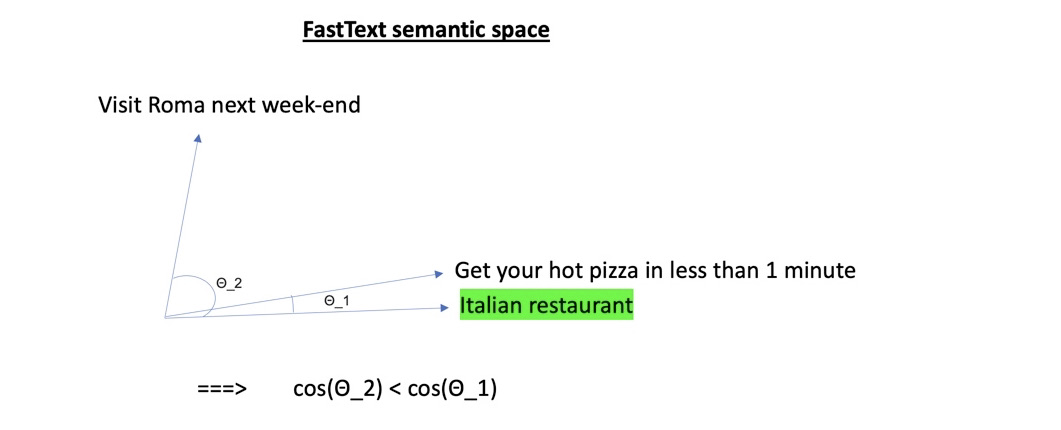 FastText semantic space
Visit Roma next week-end
Θ_2
Get your hot pizza in less than 1 minute
Θ_1
Italian restaurant
===> cos(Θ_2) < cos(Θ_1)